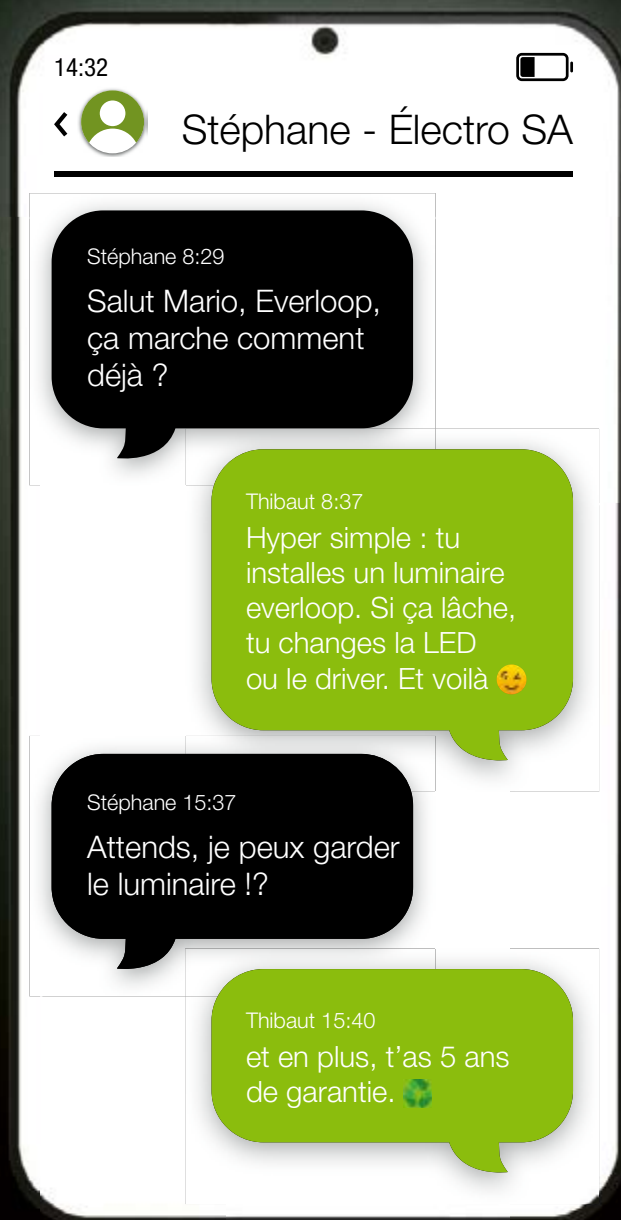 14:32
Stéphane - Électro SA
Stéphane 8:29
Salut Mario, Everloop,
ça marche comment
déjà ?
Thibaut 8:37
Hyper simple : tu
installes un luminaire
everloop. Si ça lâche,
tu changes la LED
ou le driver. Et voilà 😉
Stéphane 15:37
Attends, je peux garder
le luminaire !?
Thibaut 15:40
et en plus, t’as 5 ans
de garantie. ♻️